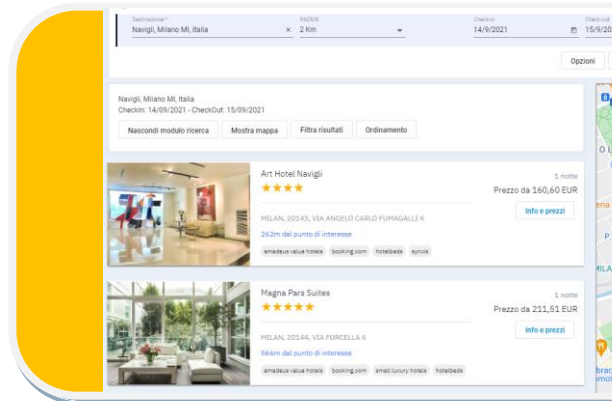 Destinazione *
Navigli, Milano MI, Italia
RADIUS
2 Km
Check-in
14/9/2021
Check-out
15/9/20
Opzioni
Navigli, Milano MI, Italia
CheckIn: 14/09/2021 - CheckOut: 15/09/2021
Nascondi modulo ricerca
Mostra mappa
Filtra risultati
Ordinamento
Art Hotel Navigli
1 notte
Prezzo da 160,60 EUR
Info e prezzi
MILAN, 20143, VIA ANGELO CARLO FUMAGALLI 4
262m dal punto di interesse
amadeus value hotels booking.com hotelbeds
Magna Pars Suites
1 notte
Prezzo da 211,51 EUR
Info e prezzi
MILAN, 20144, VIA FORCELLA 6
566m dal punto di interesse
amadeus value hotels booking.com small luxury hotels hotelbeds